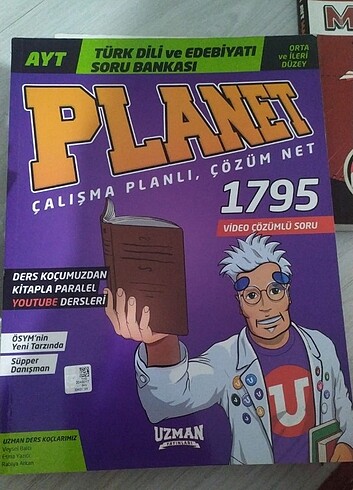 AYT
TÜRK DİLİ ve EDEBİYATI
SORU BANKASI
ORTA
ve İLERİ
DÜZEY
PLANET
ÇALIŞMA PLANLI, ÇÖZÜM NET
1795
VİDEO ÇÖZÜMLÜ SORU
DERS KOÇUMUZDAN
KİTAPLA PARALEL
YOUTUBE DERSLERİ
ÖSYM'nin
Yeni Tarzında
Süpper
Danışman
U
UZMAN
YAYINLARI
UZMAN DERS KOÇLARIMIZ
M